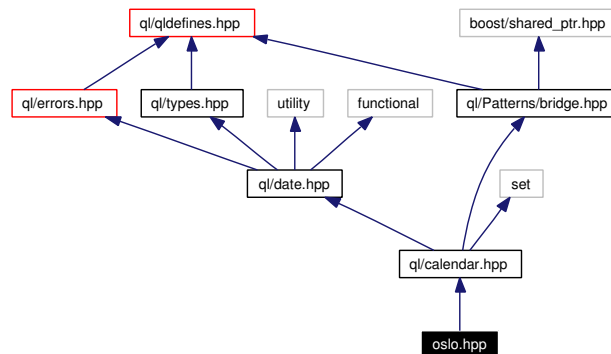 ql/qldefines.hpp
boost/shared_ptr.hpp
ql/errors.hpp
ql/types.hpp
utility
functional
ql/Patterns/bridge.hpp
ql/date.hpp
set
ql/calendar.hpp
oslo.hpp